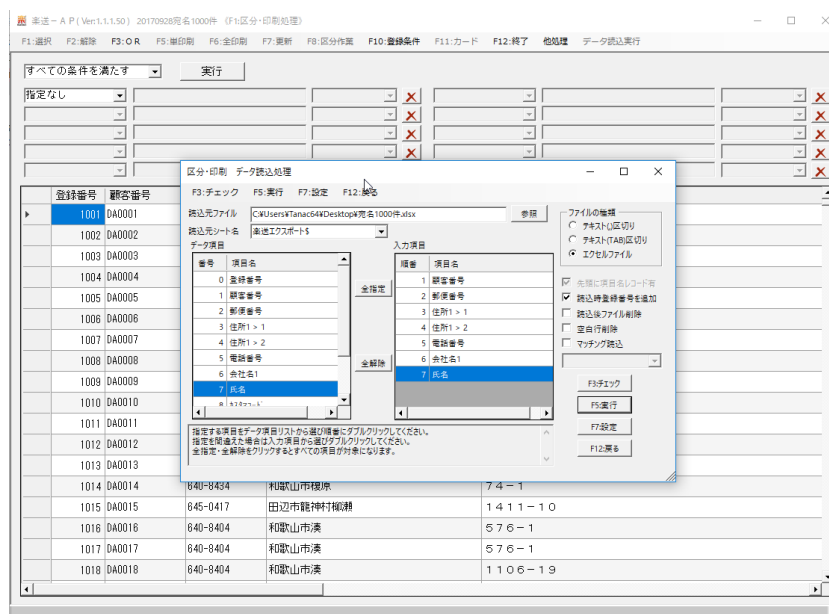 楽送－ＡＰ( Ver:1.1.1.50) 20170928宛名1000件 《F1:区分・印刷処理》
F1:選択 F2:解除 F3:ＯＲ F5:単印刷 F6:全印刷 F7:更新 F8:区分作業 F10:登録条件 F11:カード F12:終了 他処理 データ読込実行
すべての条件を満たす 実行
指定なし
登録番号 顧客番号
1001 DA0001
1002 DA0002
1003 DA0003
1004 DA0004
1005 DA0005
1006 DA0006
1007 DA0007
1008 DA0008
1009 DA0009
1010 DA0010
1011 DA0011
1012 DA0012
1013 DA0013
1014 DA0014 640-8434 和歌山市榎原 ７４－１
1015 DA0015 645-0417 田辺市龍神村柳瀬 １４１１－１０
1016 DA0016 640-8404 和歌山市湊 ５７６－１
1017 DA0017 640-8404 和歌山市湊 ５７６－１
1018 DA0018 640-8404 和歌山市湊 １１０６－１９
区分・印刷 データ読込処理
F3:チェック F5:実行 F7:設定 F12:戻る
読込元ファイル C:¥Users¥Tanac64¥Desktop¥宛名1000件.xlsx 参照
読込元シート名 楽送エクスポート$
データ項目
番号 項目名
0 登録番号
1 顧客番号
2 郵便番号
3 住所1 > 1
4 住所1 > 2
5 電話番号
6 会社名1
7 氏名
全指定
全解除
入力項目
順番 項目名
1 顧客番号
2 郵便番号
3 住所1 > 1
4 住所1 > 2
5 電話番号
6 会社名1
7 氏名
ファイルの種類
テキスト(,)区切り
テキスト(TAB)区切り
エクセルファイル
先頭に項目名レコード有
読込時登録番号を追加
読込後ファイル削除
空白行削除
マッチング読込
F3:チェック
F5:実行
F7:設定
F12:戻る
指定する項目をデータ項目リストから選び順番にダブルクリックしてください。
指定を間違えた場合は入力項目から選びダブルクリックしてください。
全指定・全解除をクリックするとすべての項目が対象になります。